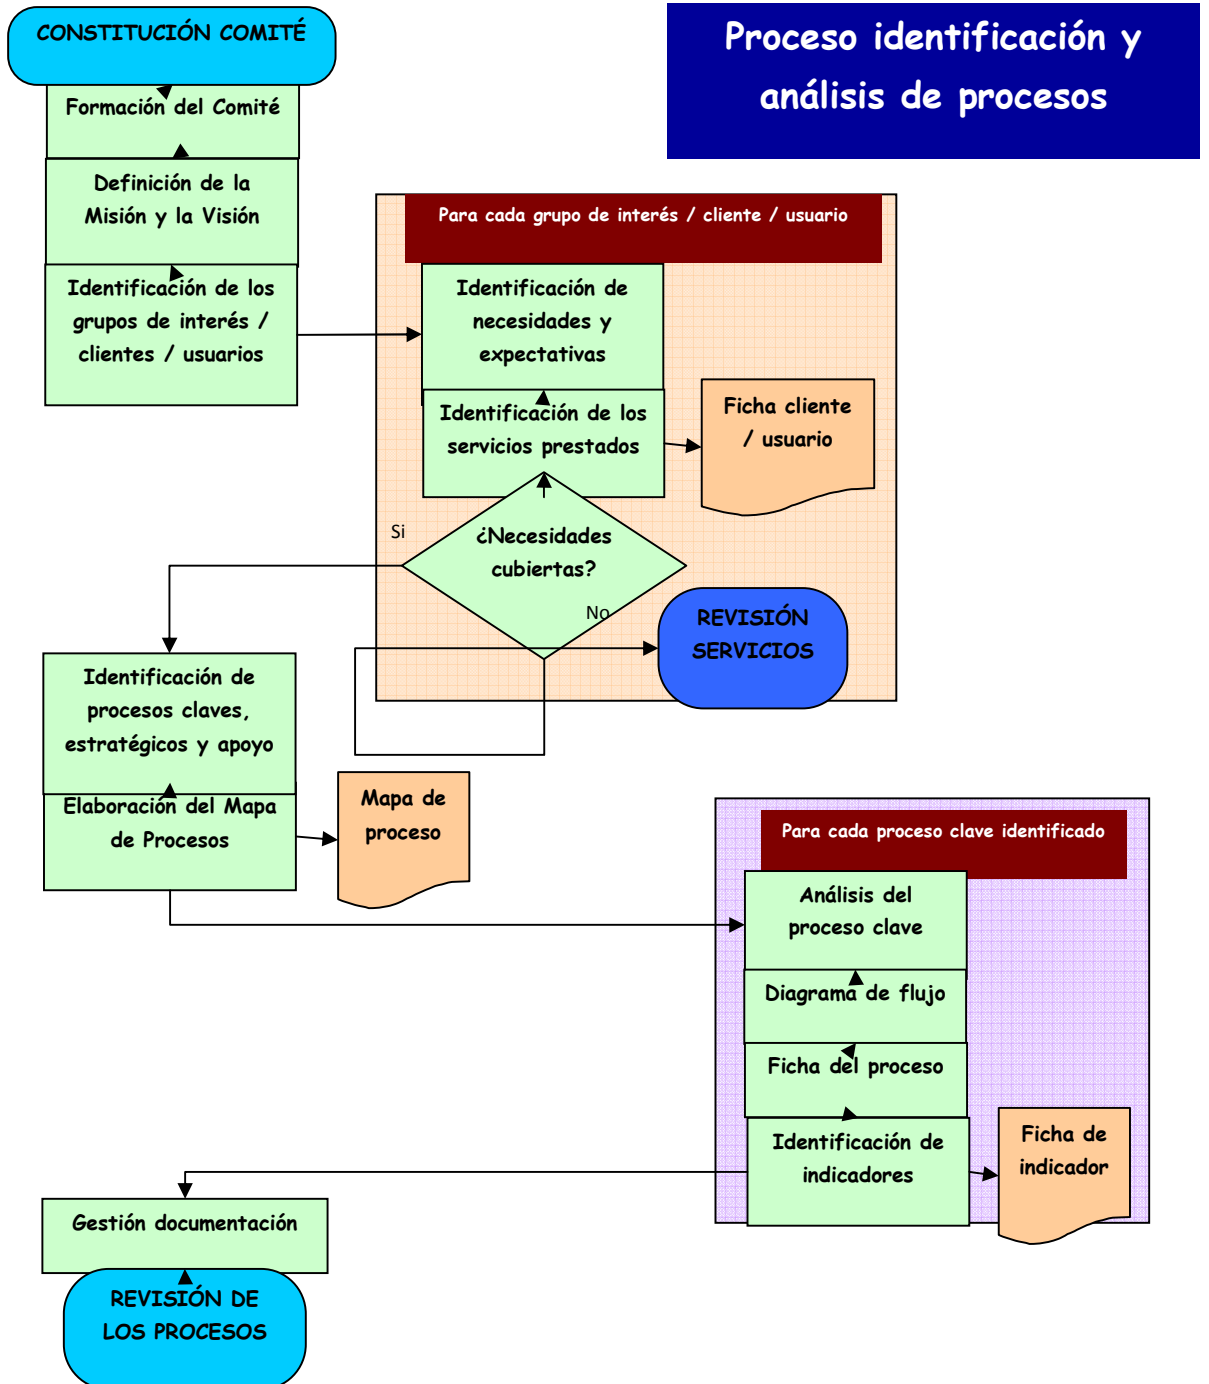 CONSTITUCIÓN COMITÉ
Proceso identificación y
análisis de procesos
Formación del Comité
Definición de la
Misión y la Visión
Identificación de los
grupos de interés /
clientes / usuarios
Para cada grupo de interés / cliente / usuario
Identificación de
necesidades y
expectativas
Identificación de los
servicios prestados
Ficha cliente
/ usuario
¿Necesidades
cubiertas?
Si
No
REVISIÓN
SERVICIOS
Identificación de
procesos claves,
estratégicos y apoyo
Elaboración del Mapa
de Procesos
Mapa de
proceso
Para cada proceso clave identificado
Análisis del
proceso clave
Diagrama de flujo
Ficha del proceso
Identificación de
indicadores
Ficha de
indicador
Gestión documentación
REVISIÓN DE
LOS PROCESOS